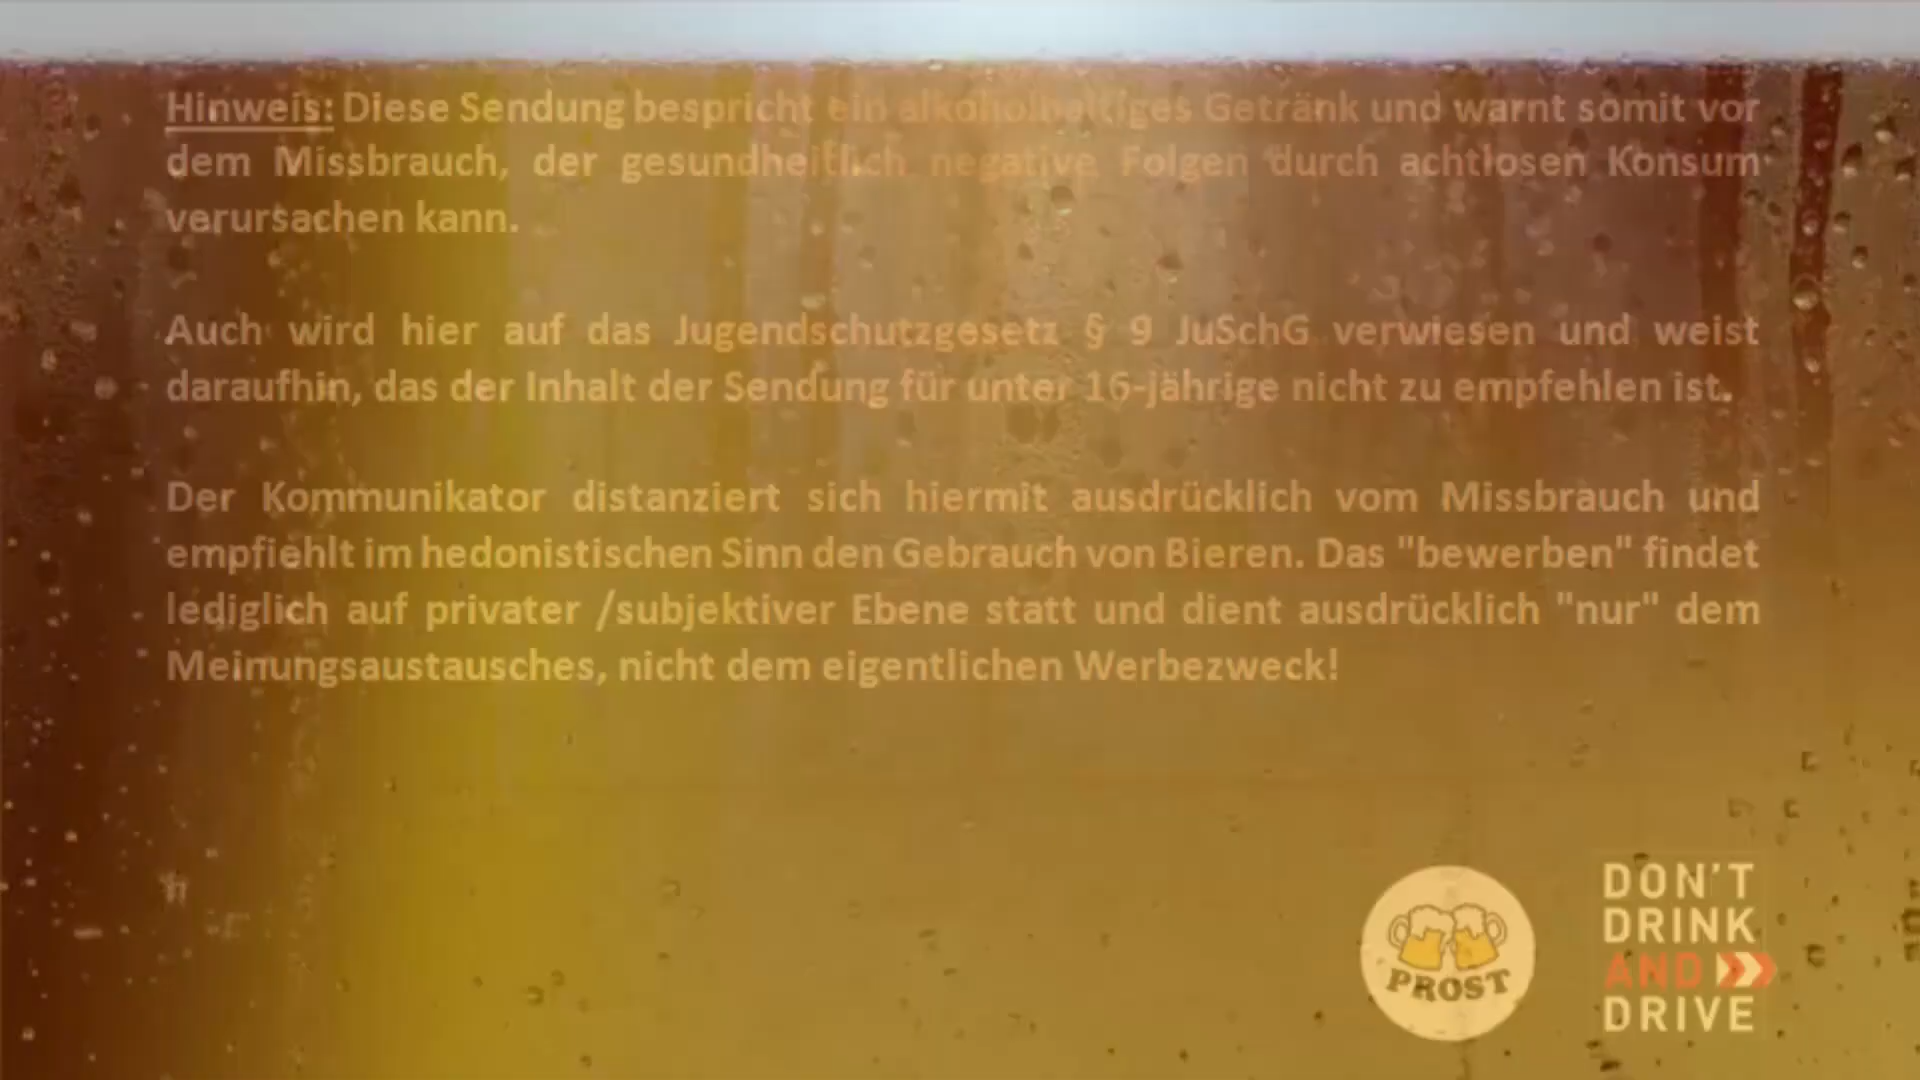 Hinweis: Diese Sendung bespricht ein alkoholhaltiges Getränk und warnt somit vor
dem Missbrauch, der gesundheitlich negative Folgen durch achtlosen Konsum
verursachen kann.
Auch wird hier auf das Jugendschutzgesetz § 9 JuSchG verwiesen und weist
daraufhin, das der Inhalt der Sendung für unter 16-jährige nicht zu empfehlen ist.
Der Kommunikator distanziert sich hiermit ausdrücklich vom Missbrauch und
empfiehlt im hedonistischen Sinn den Gebrauch von Bieren. Das "bewerben" findet
lediglich auf privater /subjektiver Ebene statt und dient ausdrücklich "nur" dem
Meinungsaustausches, nicht dem eigentlichen Werbezweck!
PROST
DON'T
DRINK
AND
DRIVE